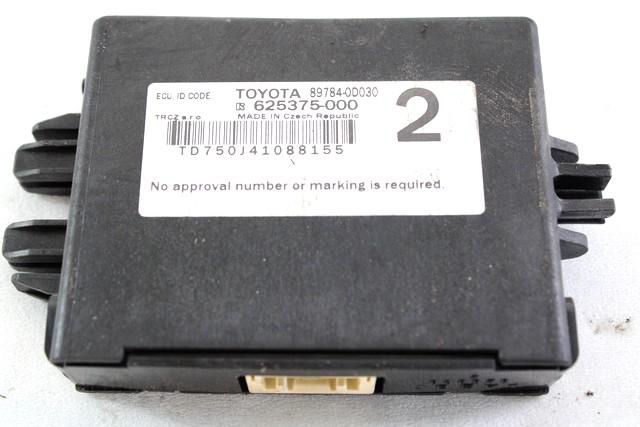 ECU, ID CODE TOYOTA 89784-0D030
625375-000
TRCZ s.r.o MADE IN Czech Republic
2
TD750J41088155
No approval number or marking is required.